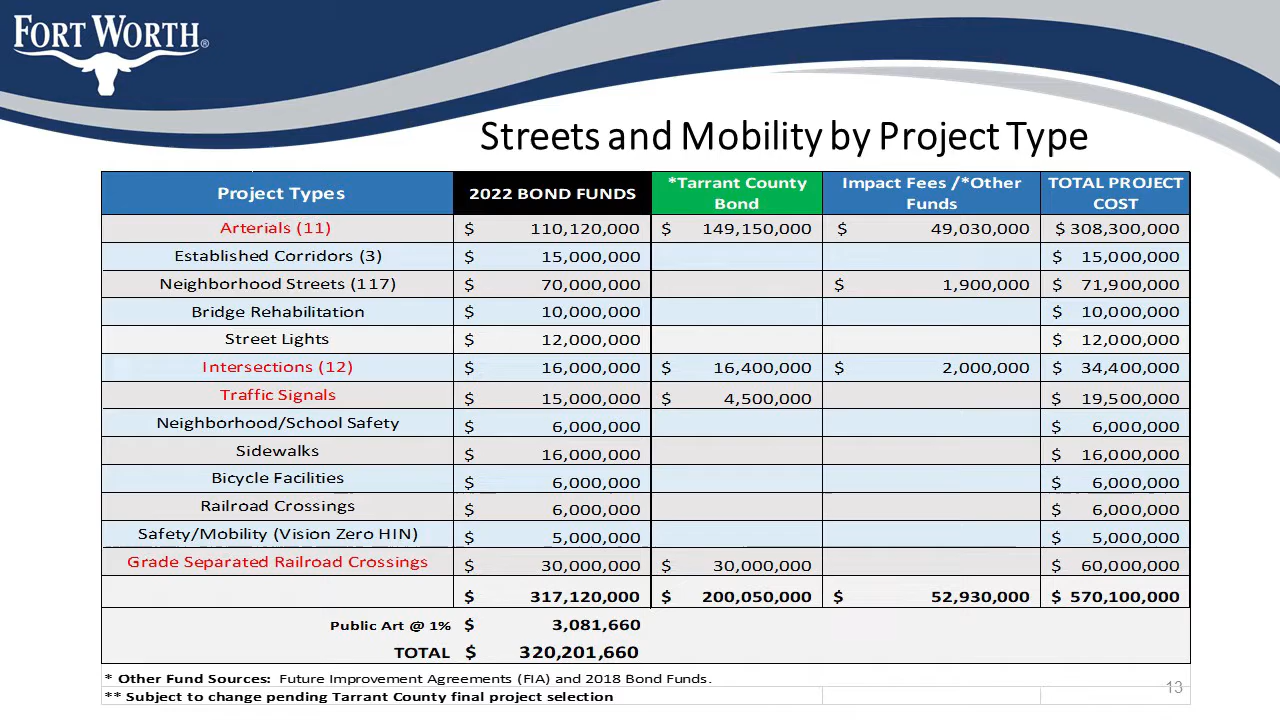 FORT WORTH®
Streets and Mobility by Project Type
Project Types 2022 BOND FUNDS *Tarrant County Bond Impact Fees /*Other Funds TOTAL PROJECT COST
Arterials (11) $ 110,120,000 $ 149,150,000 $ 49,030,000 $ 308,300,000
Established Corridors (3) $ 15,000,000 $ 15,000,000
Neighborhood Streets (117) $ 70,000,000 $ 1,900,000 $ 71,900,000
Bridge Rehabilitation $ 10,000,000 $ 10,000,000
Street Lights $ 12,000,000 $ 12,000,000
Intersections (12) $ 16,000,000 $ 16,400,000 $ 2,000,000 $ 34,400,000
Traffic Signals $ 15,000,000 $ 4,500,000 $ 19,500,000
Neighborhood/School Safety $ 6,000,000 $ 6,000,000
Sidewalks $ 16,000,000 $ 16,000,000
Bicycle Facilities $ 6,000,000 $ 6,000,000
Railroad Crossings $ 6,000,000 $ 6,000,000
Safety/Mobility (Vision Zero HIN) $ 5,000,000 $ 5,000,000
Grade Separated Railroad Crossings $ 30,000,000 $ 30,000,000 $ 60,000,000
$ 317,120,000 $ 200,050,000 $ 52,930,000 $ 570,100,000
Public Art @ 1% $ 3,081,660
TOTAL $ 320,201,660
* Other Fund Sources: Future Improvement Agreements (FIA) and 2018 Bond Funds.
** Subject to change pending Tarrant County final project selection
13